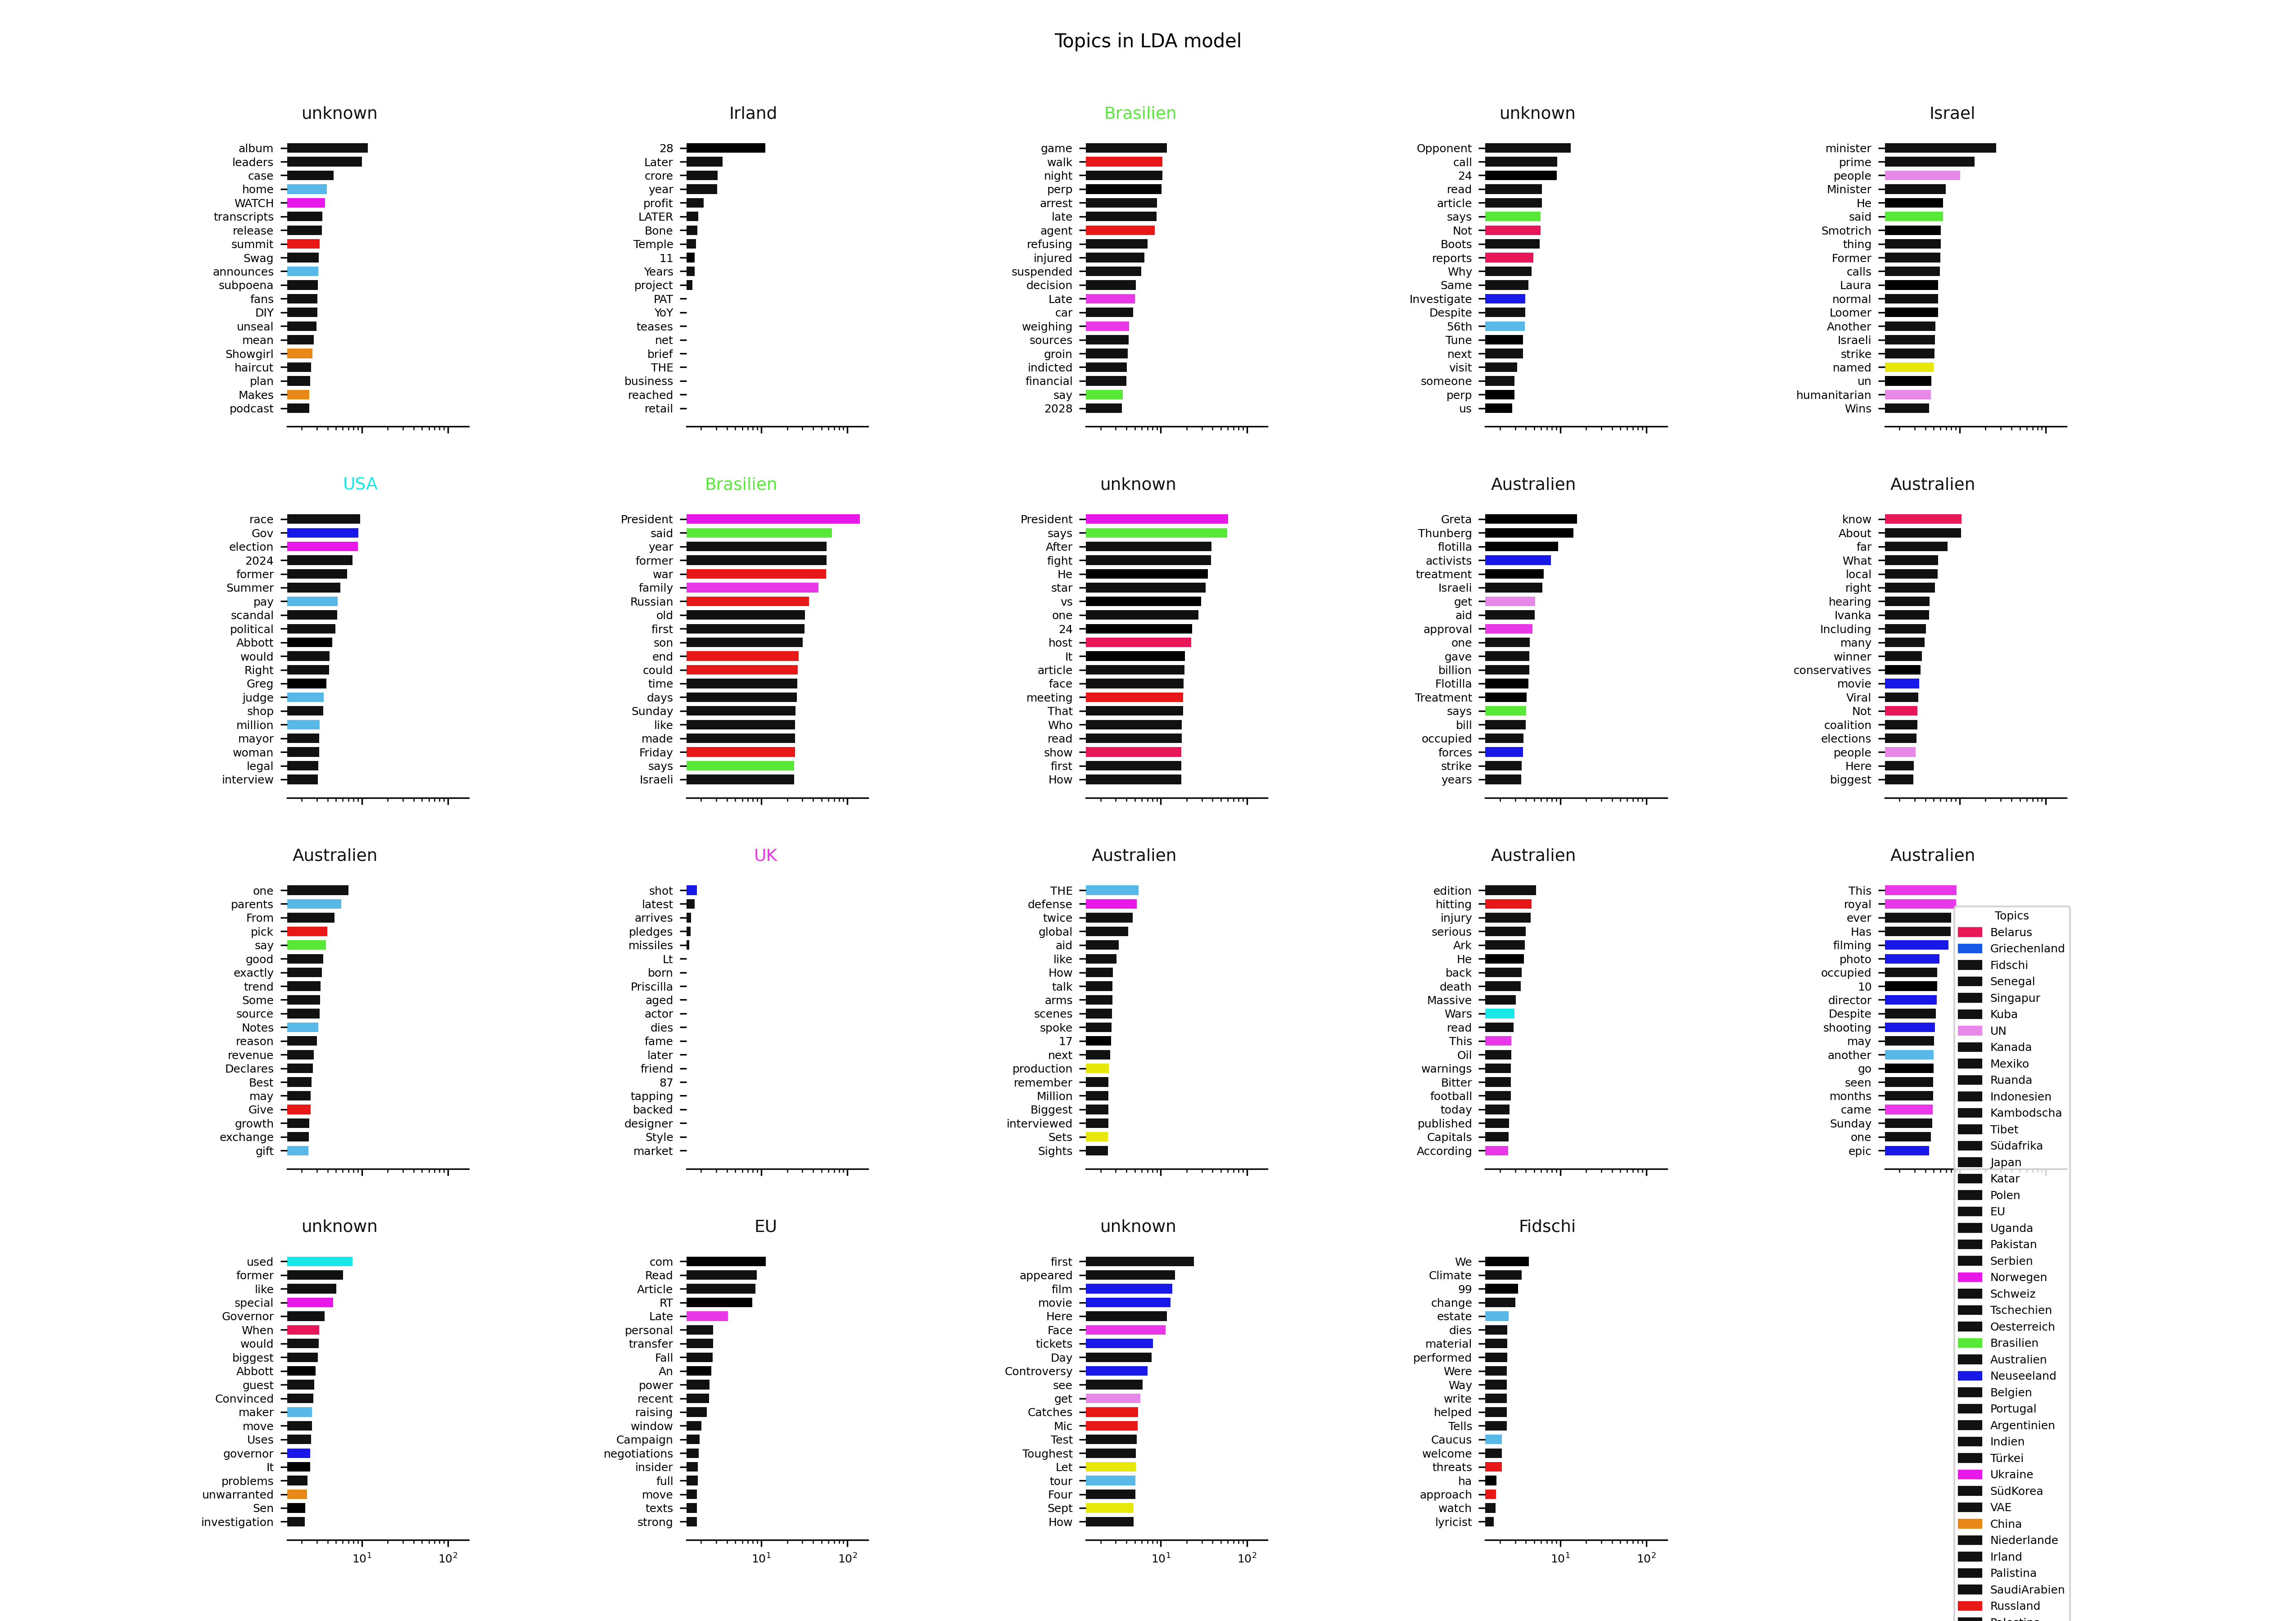 Topics in LDA model
unknown
album
leaders
case
home
WATCH
transcripts
release
summit
Swag
announces
subpoena
fans
DIY
unseal
mean
Showgirl
haircut
plan
Makes
podcast
Irland
28
Later
crore
year
profit
LATER
Bone
Temple
11
Years
project
PAT
YoY
teases
net
brief
THE
business
reached
retail
Brasilien
game
walk
night
perp
arrest
late
agent
refusing
injured
suspended
decision
Late
car
weighing
sources
groin
indicted
financial
say
2028
unknown
Opponent
call
24
read
article
says
Not
Boots
reports
Why
Same
Investigate
Despite
56th
Tune
next
visit
someone
perp
us
Israel
minister
prime
people
Minister
He
said
Smotrich
thing
Former
calls
Laura
normal
Loomer
Another
Israeli
strike
named
un
humanitarian
Wins
USA
race
Gov
election
2024
former
Summer
pay
scandal
political
Abbott
would
Right
Greg
judge
shop
million
mayor
woman
legal
interview
Brasilien
President
said
year
former
war
family
Russian
old
first
son
end
could
time
days
Sunday
like
made
Friday
says
Israeli
unknown
President
says
After
fight
He
star
vs
one
24
host
It
article
face
meeting
That
Who
read
show
first
How
Australien
Greta
Thunberg
flotilla
activists
treatment
Israeli
get
aid
approval
one
gave
billion
Flotilla
Treatment
says
bill
occupied
forces
strike
years
Australien
know
About
far
What
local
right
hearing
Ivanka
Including
many
winner
conservatives
movie
Viral
Not
coalition
elections
people
Here
biggest
Australien
one
parents
From
pick
say
good
exactly
trend
Some
source
Notes
reason
revenue
Declares
Best
may
Give
growth
exchange
gift
UK
shot
latest
arrives
pledges
missiles
Lt
born
Priscilla
aged
actor
dies
fame
later
friend
87
tapping
backed
designer
Style
market
Australien
THE
defense
twice
global
aid
like
How
talk
arms
scenes
spoke
17
next
production
remember
Million
Biggest
interviewed
Sets
Sights
Australien
edition
hitting
injury
serious
Ark
He
back
death
Massive
Wars
read
This
Oil
warnings
Bitter
football
today
published
Capitals
According
Australien
This
royal
ever
Has
filming
photo
occupied
10
director
Despite
shooting
may
another
go
seen
months
came
Sunday
one
epic
unknown
used
former
like
special
Governor
When
would
biggest
Abbott
guest
Convinced
maker
move
Uses
governor
It
problems
unwarranted
Sen
investigation
10¹ 10²
EU
com
Read
Article
RT
Late
personal
transfer
Fall
An
power
recent
raising
window
Campaign
negotiations
insider
full
move
texts
strong
10¹ 10²
unknown
first
appeared
film
movie
Here
Face
tickets
Day
Controversy
see
get
Catches
Mic
Test
Toughest
Let
tour
Four
Sept
How
10¹ 10²
Fidschi
We
Climate
99
change
estate
dies
material
performed
Were
Way
write
helped
Tells
Caucus
welcome
threats
ha
approach
watch
lyricist
10¹ 10²
Topics
Belarus
Griechenland
Fidschi
Senegal
Singapur
Kuba
UN
Kanada
Mexiko
Ruanda
Indonesien
Kambodscha
Tibet
Südafrika
Japan
Katar
Polen
EU
Uganda
Pakistan
Serbien
Norwegen
Schweiz
Tschechien
Oesterreich
Brasilien
Australien
Neuseeland
Belgien
Portugal
Argentinien
Indien
Türkei
Ukraine
SüdKorea
VAE
China
Niederlande
Irland
Palistina
SaudiArabien
Russland